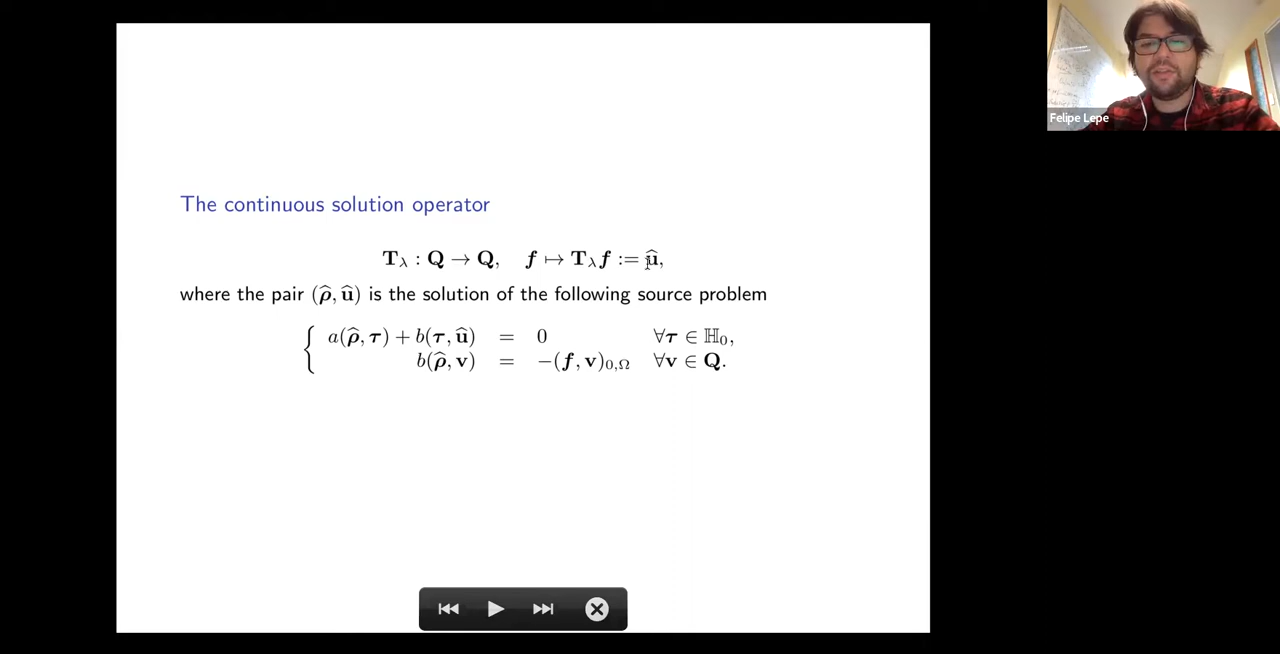 Felipe Lepe
The continuous solution operator
𝐓_λ : 𝐐 → 𝐐,   𝒇 ↦ 𝐓_λ𝒇 := 𝐮̂,
where the pair (𝝆̂, 𝐮̂) is the solution of the following source problem
{ a(𝝆̂, 𝝉) + b(𝝉, 𝐮̂) = 0   ∀𝝉 ∈ ℍ₀,
b(𝝆̂, 𝐯) = −(𝒇, 𝐯)₀,Ω   ∀𝐯 ∈ 𝐐.